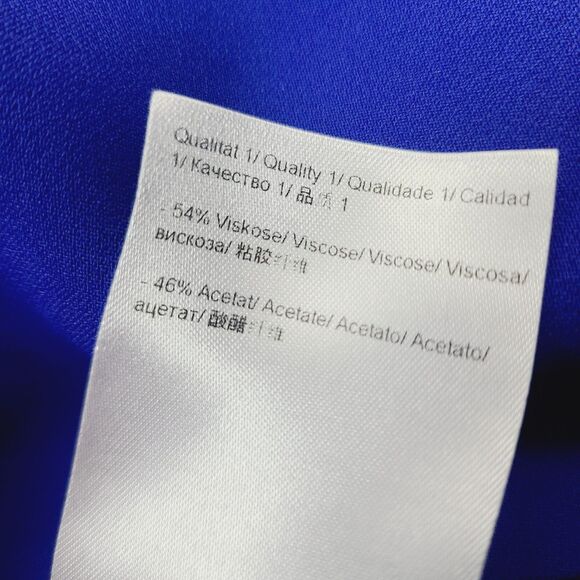 Qualität 1/ Quality 1/ Qualidade 1/ Calidad
1/ Качество 1/ 品质 1
- 54% Viskose/ Viscose/ Viscose/ Viscosa/
вискоза/ 粘胶纤维
- 46% Acetat/ Acetate/ Acetato/ Acetato/
ацетат/ 酸醋纤维